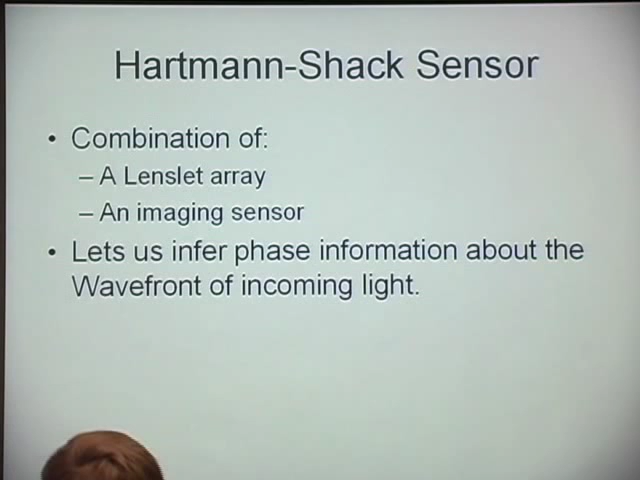 Hartmann-Shack Sensor
• Combination of:
– A Lenslet array
– An imaging sensor
• Lets us infer phase information about the
Wavefront of incoming light.